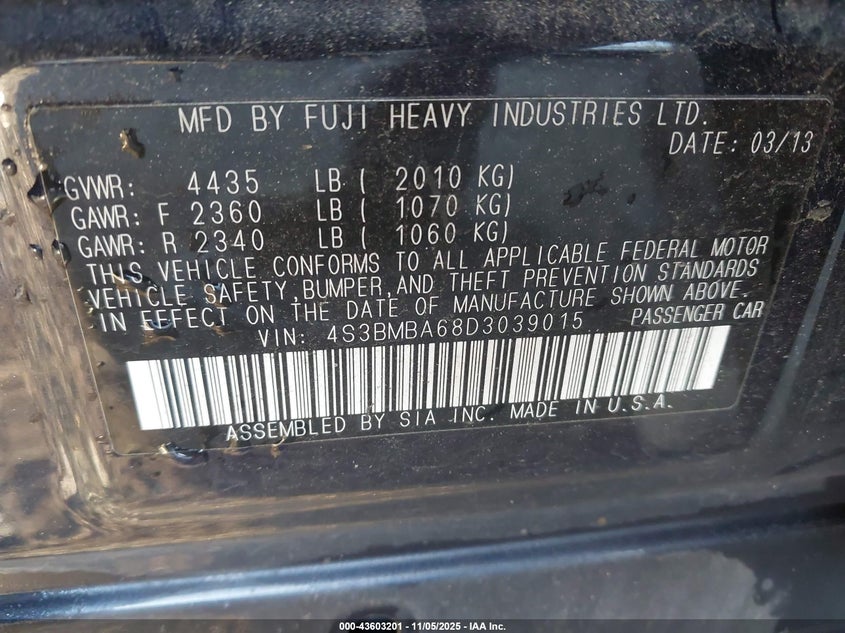 MFD BY FUJI HEAVY INDUSTRIES LTD.
DATE: 03/13
GVWR: 4435 LB ( 2010 KG)
GAWR: F 2360 LB ( 1070 KG)
GAWR: R 2340 LB ( 1060 KG)
THIS VEHICLE CONFORMS TO ALL APPLICABLE FEDERAL MOTOR
VEHICLE SAFETY,BUMPER,AND THEFT PREVENTION STANDARDS
IN EFFECT ON THE DATE OF MANUFACTURE SHOWN ABOVE.
VIN: 4S3BMBA68D3039015 PASSENGER CAR
ASSEMBLED BY SIA INC. MADE IN U.S.A.
000-43603201 - 11/05/2025 - IAA Inc.